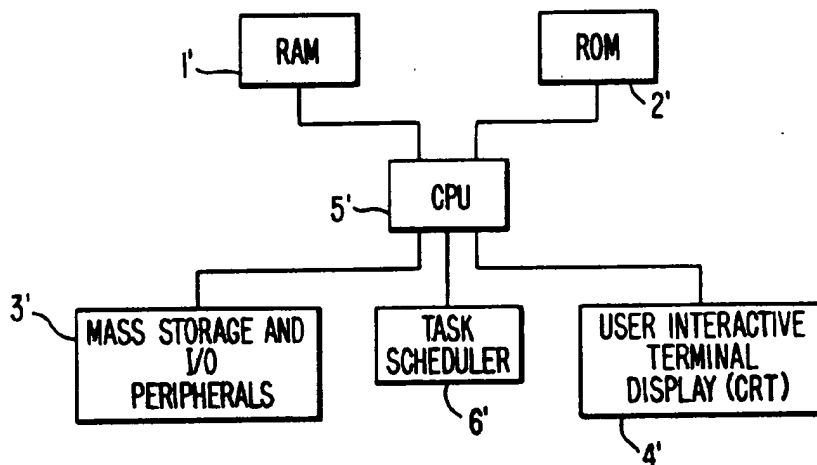 RAM
1'
ROM
2'
CPU
5'
3'
MASS STORAGE AND
I/O
PERIPHERALS
TASK
SCHEDULER
6'
USER INTERACTIVE
TERMINAL
DISPLAY (CRT)
4'